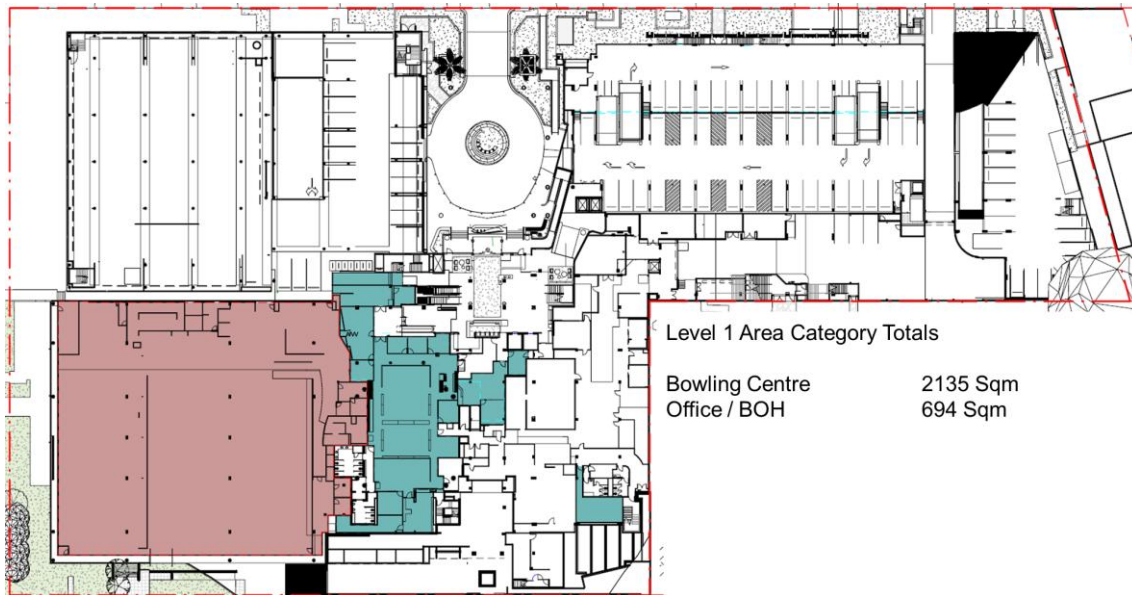 Level 1 Area Category Totals
Bowling Centre 2135 Sqm
Office / BOH 694 Sqm